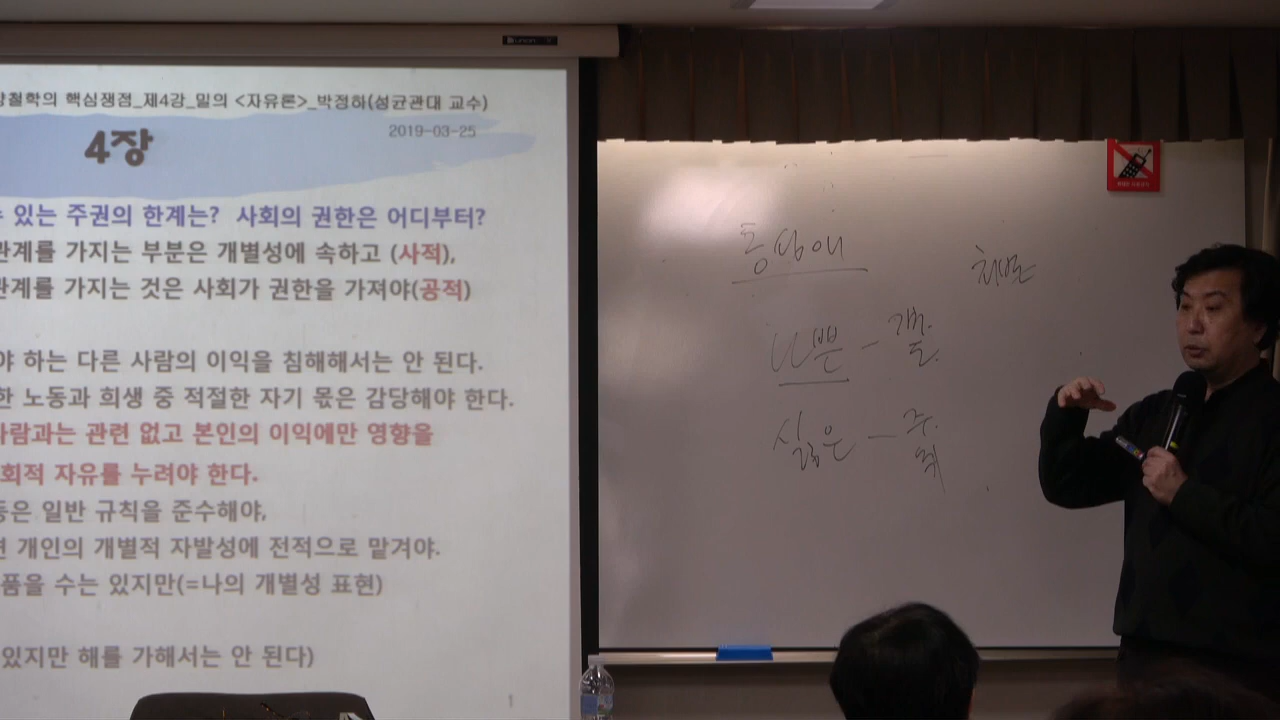 상철학의 핵심쟁점_제4강_밀의 <자유론>_박정하(성균관대 교수)
2019-03-25
4장
있는 주권의 한계는? 사회의 권한은 어디부터?
관계를 가지는 부분은 개별성에 속하고 (사적),
관계를 가지는 것은 사회가 권한을 가져야(공적)
야 하는 다른 사람의 이익을 침해해서는 안 된다.
한 노동과 희생 중 적절한 자기 몫은 감당해야 한다.
사람과는 관련 없고 본인의 이익에만 영향을
회적 자유를 누려야 한다.
동은 일반 규칙을 준수해야,
개인의 개별적 자발성에 전적으로 맡겨야.
품을 수는 있지만(=나의 개별성 표현)
있지만 해를 가해서는 안 된다)
1
동성애
처벌
나쁜 - 객관.
싫은 - 주.